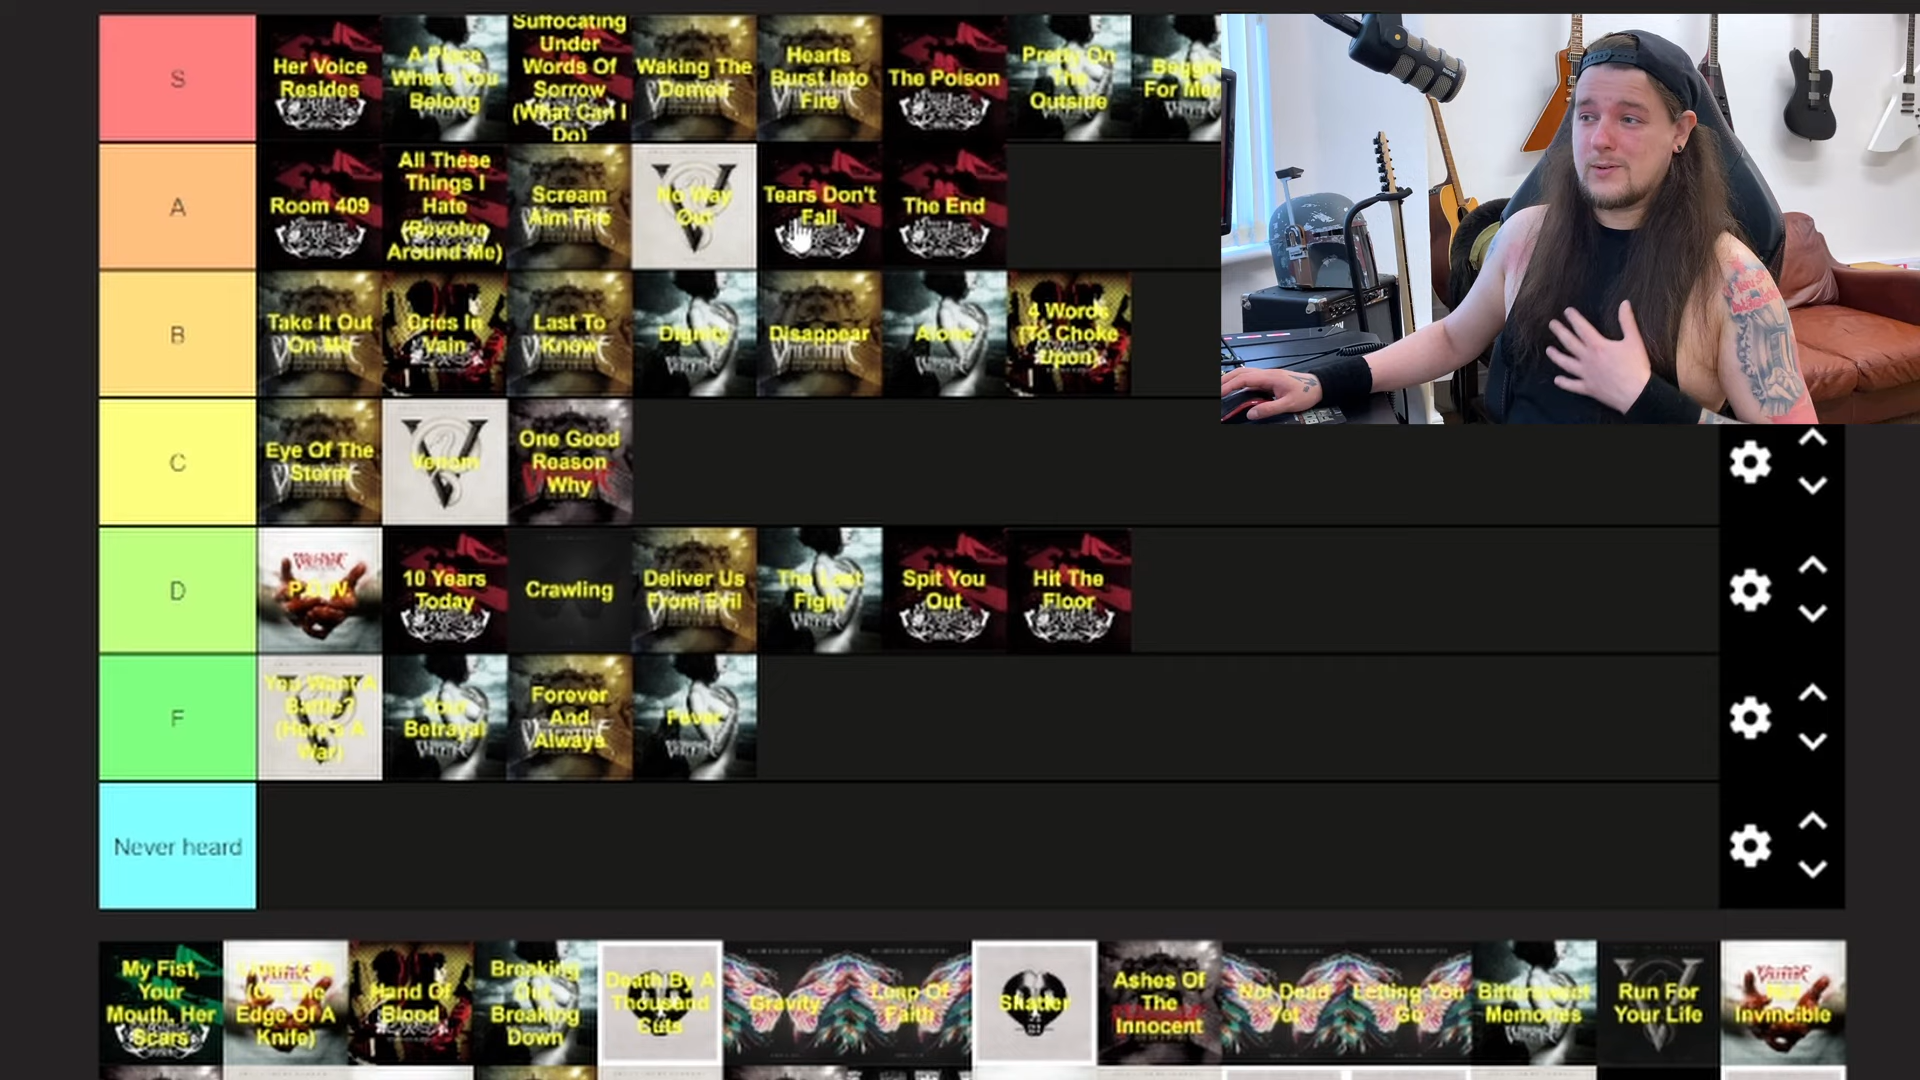 S
Her Voice
Resides
A Place
Where You
Belong
Suffocating
Under
Words Of
Sorrow
(What Can I
Do)
Waking The
Demon
Hearts
Burst Into
Fire
The Poison
Pretty On
The
Outside
For
A
Room 409
All These
Things I
Hate
(Revolve
Around Me)
Scream
Aim Fire
No Way
Out
Tears Don't
Fall
The End
B
Take It Out
On Me
Cries In
Vain
Last To
Know
Dignity
Disappear
Alone
4 Words
(To Choke
Upon)
C
Eye Of The
Storm
Venom
One Good
Reason
Why
D
P.O.W.
10 Years
Today
Crawling
Deliver Us
From Evil
The Last
Fight
Spit You
Out
Hit The
Floor
F
You Want A
Battle?
(Here's A
War)
Your
Betrayal
Forever
And
Always
Fever
Never heard
My Fist,
Your
Mouth, Her
Scars
(On The
Edge Of A
Knife)
Hand Of
Blood
Breaking
Out,
Breaking
Down
Death By A
Thousand
Cuts
Gravity
Leap Of
Faith
Shatter
Ashes Of
The
Innocent
Not Dead
Yet
Letting You
Go
Bittersweet
Memories
Run For
Your Life
Invincible